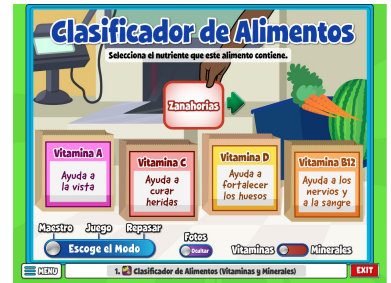 Clasificador de Alimentos
Selecciona el nutriente que este alimento contiene.
Zanahorias
Vitamina A
Ayuda a
la vista
Vitamina C
Ayuda a
curar
heridas
Vitamina D
Ayuda a
fortalecer
los huesos
Vitamina B12
Ayuda a los
nervios y
a la sangre
Maestro Juego Repasar
Escoge el Modo
Fotos
Ocultar
Vitaminas Minerales
MENU
1. Clasificador de Alimentos (Vitaminas y Minerales)
EXIT